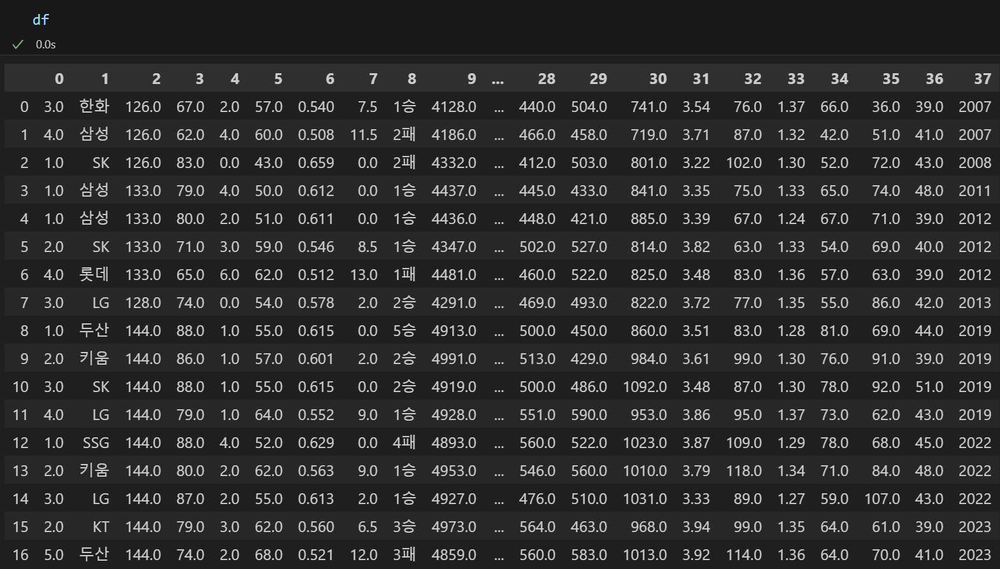 df
0.0s
0 1 2 3 4 5 6 7 8 9 ... 28 29 30 31 32 33 34 35 36 37
0 3.0 한화 126.0 67.0 2.0 57.0 0.540 7.5 1승 4128.0 ... 440.0 504.0 741.0 3.54 76.0 1.37 66.0 36.0 39.0 2007
1 4.0 삼성 126.0 62.0 4.0 60.0 0.508 11.5 2패 4186.0 ... 466.0 458.0 719.0 3.71 87.0 1.32 42.0 51.0 41.0 2007
2 1.0 SK 126.0 83.0 0.0 43.0 0.659 0.0 2패 4332.0 ... 412.0 503.0 801.0 3.22 102.0 1.30 52.0 72.0 43.0 2008
3 1.0 삼성 133.0 79.0 4.0 50.0 0.612 0.0 1승 4437.0 ... 445.0 433.0 841.0 3.35 75.0 1.33 65.0 74.0 48.0 2011
4 1.0 삼성 133.0 80.0 2.0 51.0 0.611 0.0 1승 4436.0 ... 448.0 421.0 885.0 3.39 67.0 1.24 67.0 71.0 39.0 2012
5 2.0 SK 133.0 71.0 3.0 59.0 0.546 8.5 1승 4347.0 ... 502.0 527.0 814.0 3.82 63.0 1.33 54.0 69.0 40.0 2012
6 4.0 롯데 133.0 65.0 6.0 62.0 0.512 13.0 1패 4481.0 ... 460.0 522.0 825.0 3.48 83.0 1.36 57.0 63.0 39.0 2012
7 3.0 LG 128.0 74.0 0.0 54.0 0.578 2.0 2승 4291.0 ... 469.0 493.0 822.0 3.72 77.0 1.35 55.0 86.0 42.0 2013
8 1.0 두산 144.0 88.0 1.0 55.0 0.615 0.0 5승 4913.0 ... 500.0 450.0 860.0 3.51 83.0 1.28 81.0 69.0 44.0 2019
9 2.0 키움 144.0 86.0 1.0 57.0 0.601 2.0 2승 4991.0 ... 513.0 429.0 984.0 3.61 99.0 1.30 76.0 91.0 39.0 2019
10 3.0 SK 144.0 88.0 1.0 55.0 0.615 0.0 2승 4919.0 ... 500.0 486.0 1092.0 3.48 87.0 1.30 78.0 92.0 51.0 2019
11 4.0 LG 144.0 79.0 1.0 64.0 0.552 9.0 1승 4928.0 ... 551.0 590.0 953.0 3.86 95.0 1.37 73.0 62.0 43.0 2019
12 1.0 SSG 144.0 88.0 4.0 52.0 0.629 0.0 4패 4893.0 ... 560.0 522.0 1023.0 3.87 109.0 1.29 78.0 68.0 45.0 2022
13 2.0 키움 144.0 80.0 2.0 62.0 0.563 9.0 1승 4953.0 ... 546.0 560.0 1010.0 3.79 118.0 1.34 71.0 84.0 48.0 2022
14 3.0 LG 144.0 87.0 2.0 55.0 0.613 2.0 1승 4927.0 ... 476.0 510.0 1031.0 3.33 89.0 1.27 59.0 107.0 43.0 2022
15 2.0 KT 144.0 79.0 3.0 62.0 0.560 6.5 3승 4973.0 ... 564.0 463.0 968.0 3.94 99.0 1.35 64.0 61.0 39.0 2023
16 5.0 두산 144.0 74.0 2.0 68.0 0.521 12.0 3패 4859.0 ... 560.0 583.0 1013.0 3.92 114.0 1.36 64.0 70.0 41.0 2023